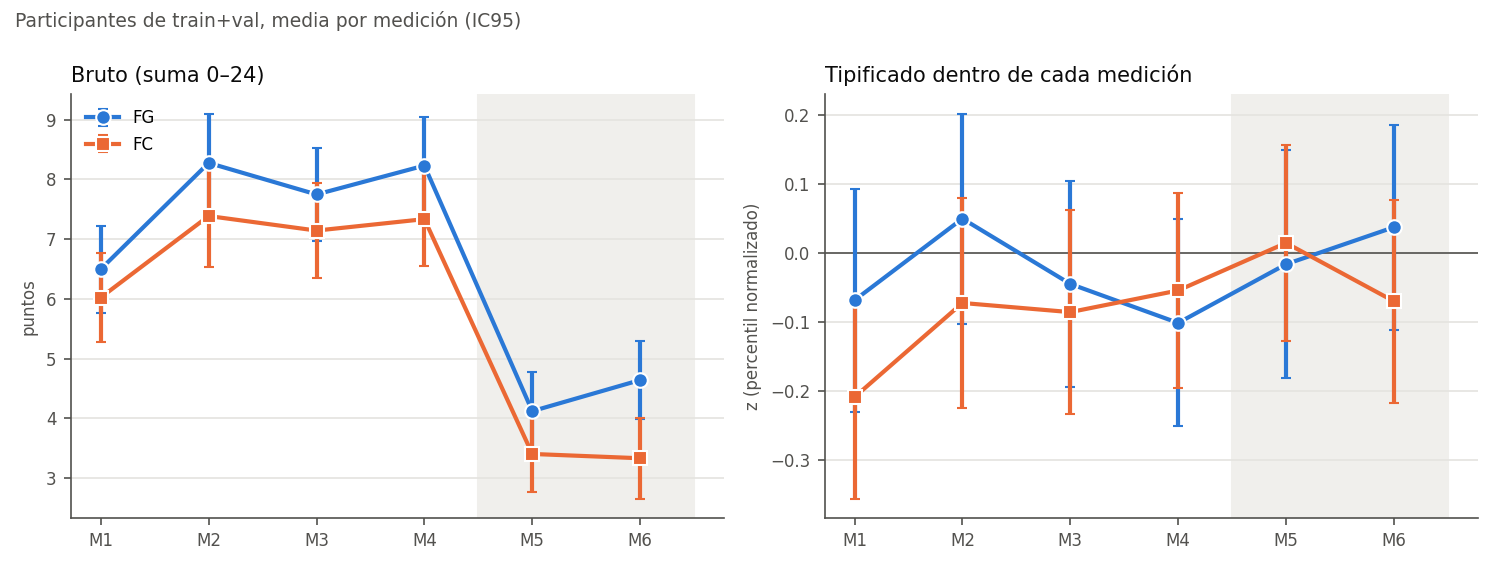 Participantes de train+val, media por medición (IC95)
Bruto (suma 0–24)
puntos
9
8
7
6
5
4
3
FG
FC
M1 M2 M3 M4 M5 M6
Tipificado dentro de cada medición
z (percentil normalizado)
0.2
0.1
0.0
−0.1
−0.2
−0.3
M1 M2 M3 M4 M5 M6